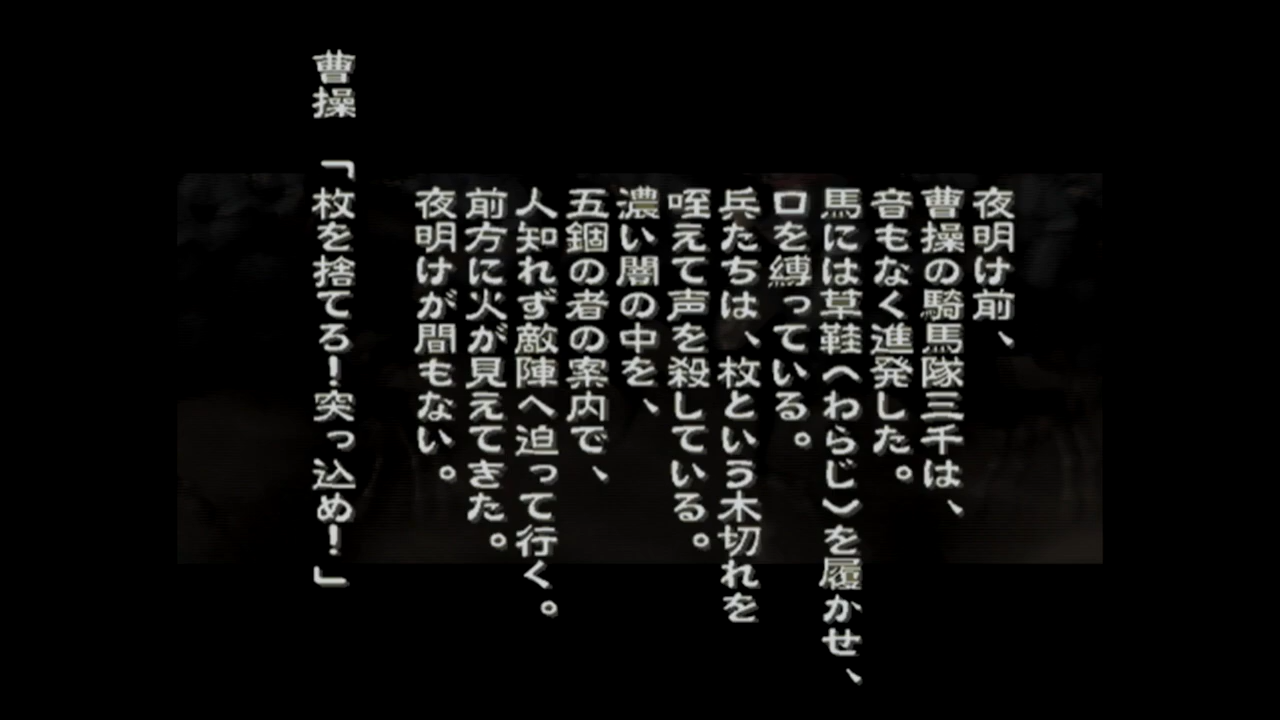 夜明け前、
曹操の騎馬隊三千は、
音もなく進発した。
馬には草鞋（わらじ）を履かせ、
口を縛っている。
兵たちは、枚という木切れを
咥えて声を殺している。
濃い闇の中を、
五錮の者の案内で、
人知れず敵陣へ迫って行く。
前方に火が見えてきた。
夜明けが間もない。
曹操　「枚を捨てろ！突っ込め！」